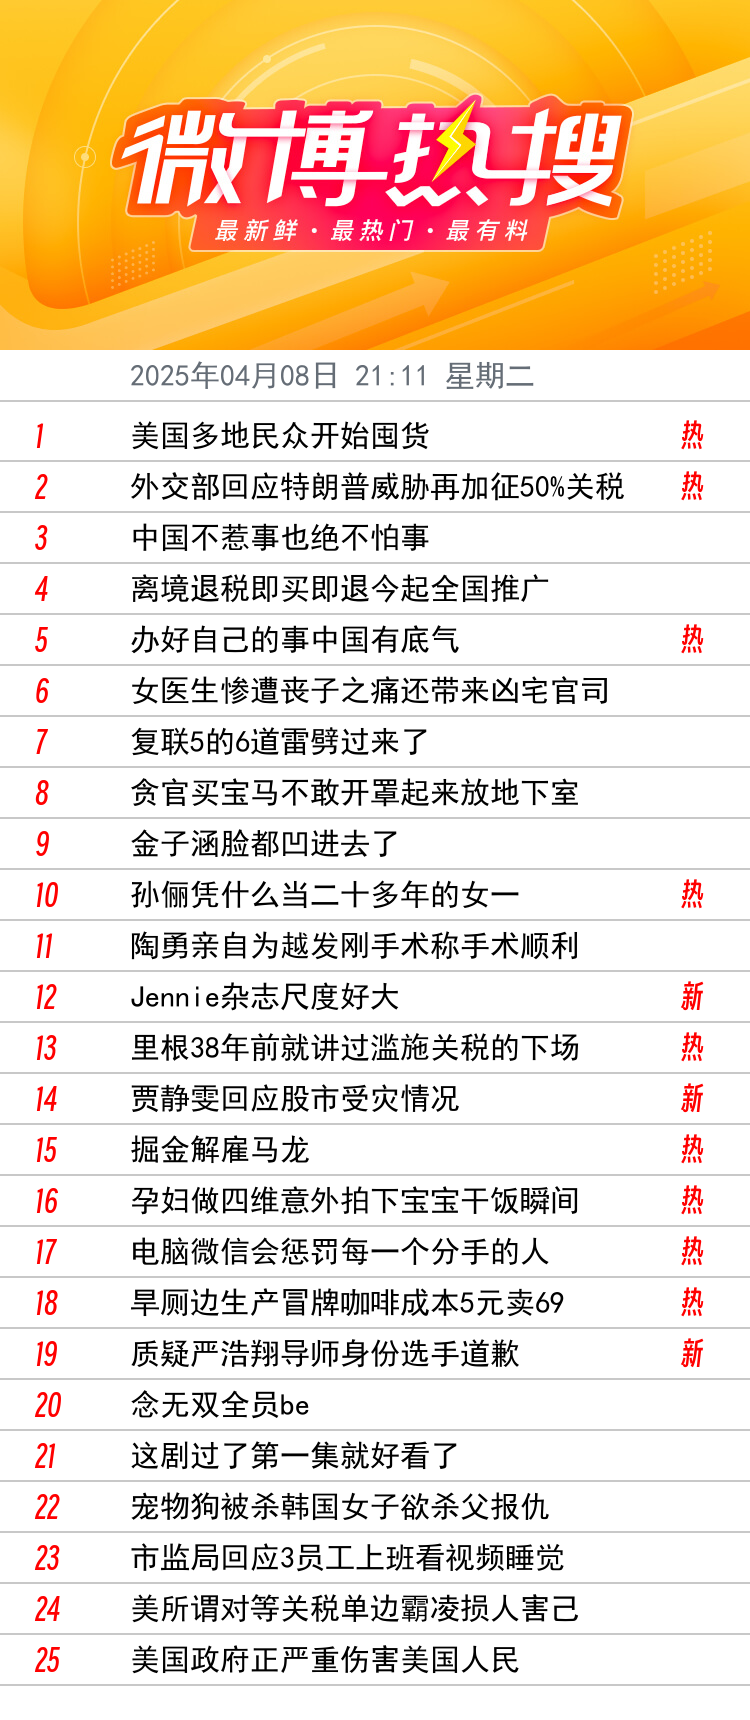 微博热搜
最新鲜·最热门·最有料
2025年04月08日 21:11 星期二
1 美国多地民众开始囤货 热
2 外交部回应特朗普威胁再加征50%关税 热
3 中国不惹事也绝不怕事
4 离境退税即买即退今起全国推广
5 办好自己的事中国有底气 热
6 女医生惨遭丧子之痛还带来凶宅官司
7 复联5的6道雷劈过来了
8 贪官买宝马不敢开罩起来放地下室
9 金子涵脸都凹进去了
10 孙俪凭什么当二十多年的女一 热
11 陶勇亲自为越发刚手术称手术顺利
12 Jennie杂志尺度好大 新
13 里根38年前就讲过滥施关税的下场 热
14 贾静雯回应股市受灾情况 新
15 掘金解雇马龙 热
16 孕妇做四维意外拍下宝宝干饭瞬间 热
17 电脑微信会惩罚每一个分手的人 热
18 旱厕边生产冒牌咖啡成本5元卖69 热
19 质疑严浩翔导师身份选手道歉 新
20 念无双全员be
21 这剧过了第一集就好看了
22 宠物狗被杀韩国女子欲杀父报仇
23 市监局回应3员工上班看视频睡觉
24 美所谓对等关税单边霸凌损人害己
25 美国政府正严重伤害美国人民